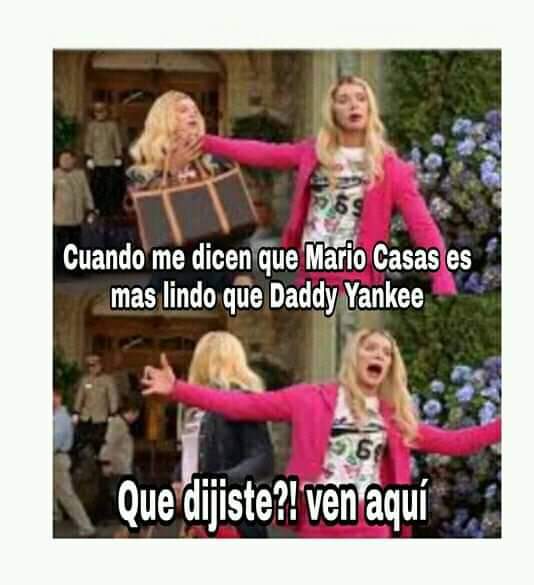 Cuando me dicen que Mario Casas es
mas lindo que Daddy Yankee
Que dijiste?! ven aquí